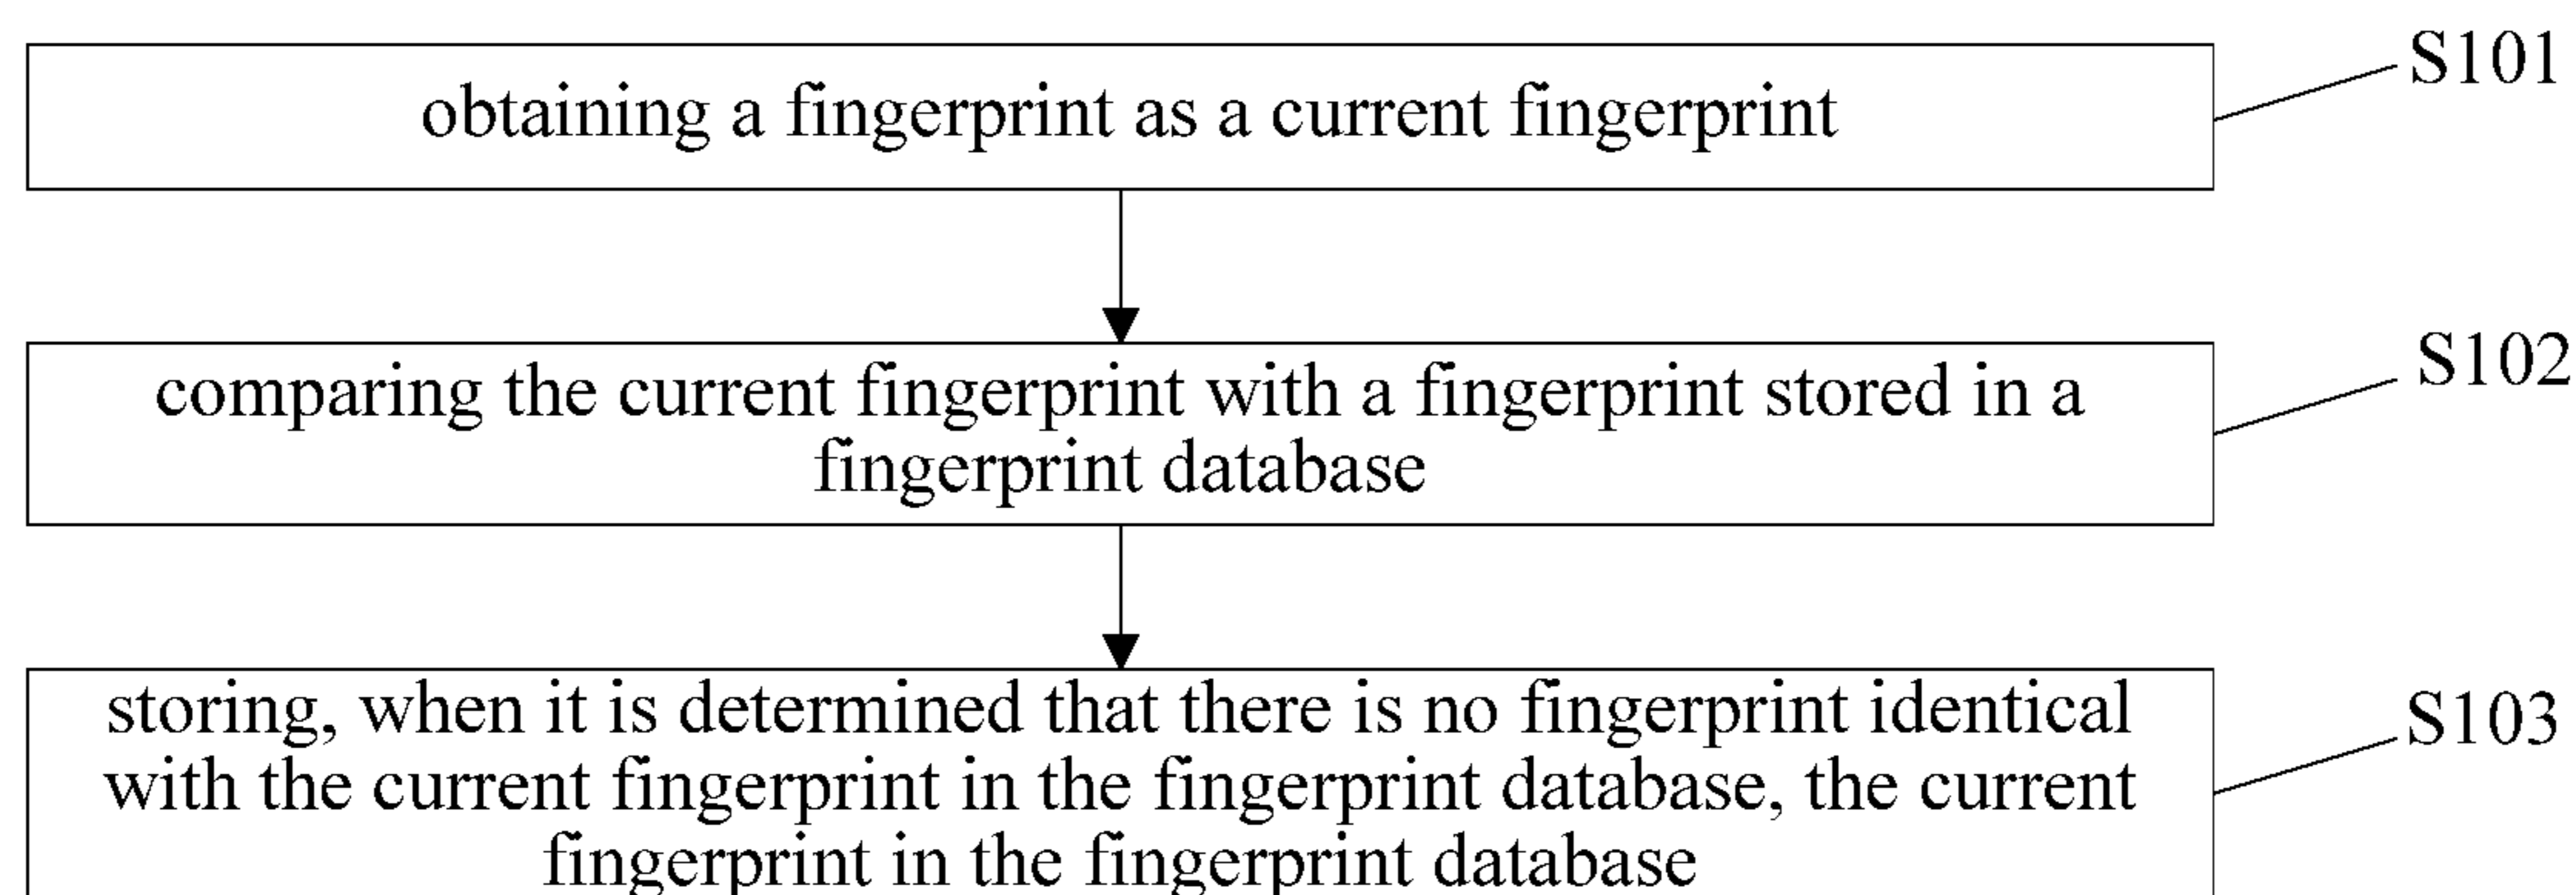 obtaining a fingerprint as a current fingerprint
S101
comparing the current fingerprint with a fingerprint stored in a
fingerprint database
S102
storing, when it is determined that there is no fingerprint identical
with the current fingerprint in the fingerprint database, the current
fingerprint in the fingerprint database
S103